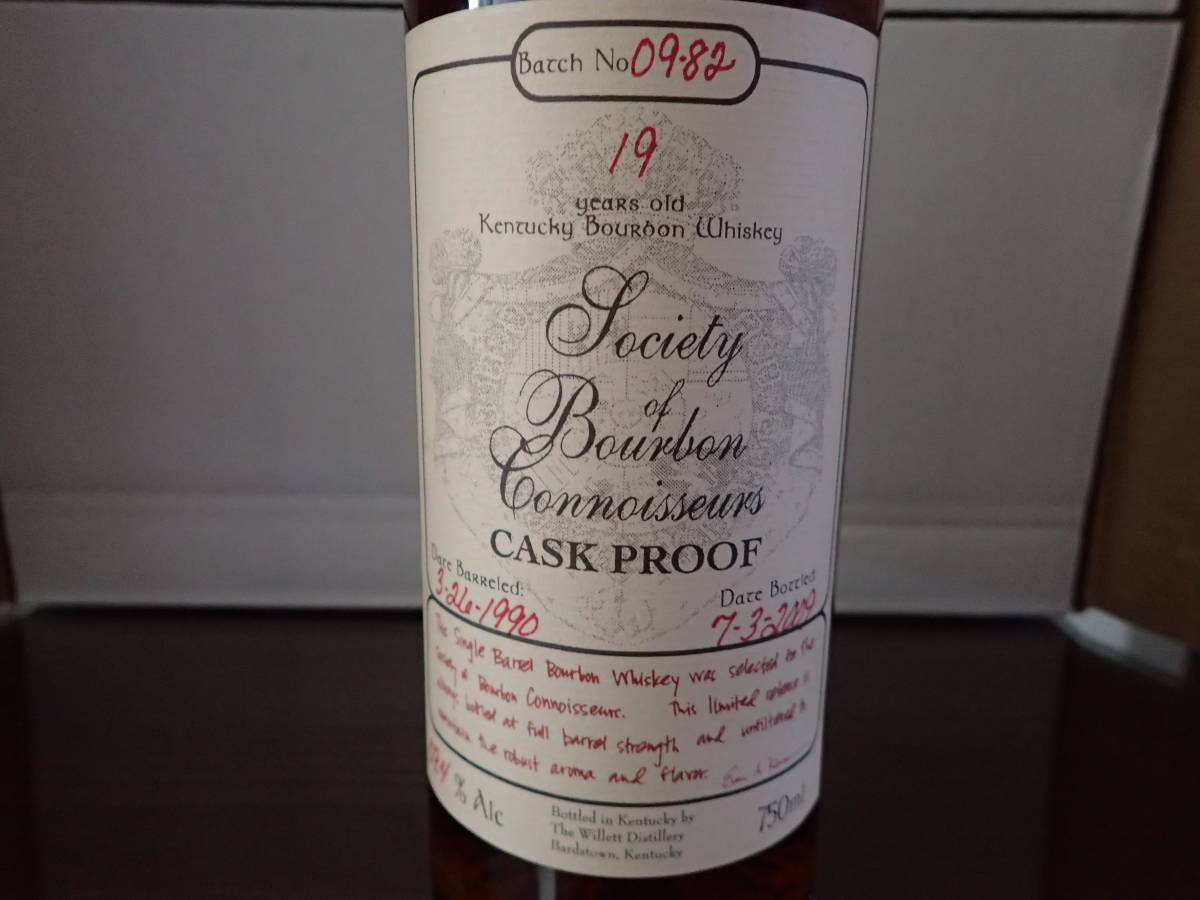 Batch No 09-82
19
years old
Kentucky Bourbon Whiskey
Society
of
Bourbon
Connoisseurs
CASK PROOF
Date Barreled:
3-26-1990
Date Bottled:
7-3-2009
The Single Barrel Bourbon Whiskey was selected for the
Society of Bourbon Connoisseurs. This limited release is
always bottled at full barrel strength and unfiltered to
maintain the robust aroma and flavor.
% Alc
Bottled in Kentucky by
The Willett Distillery
Bardstown, Kentucky
750ml